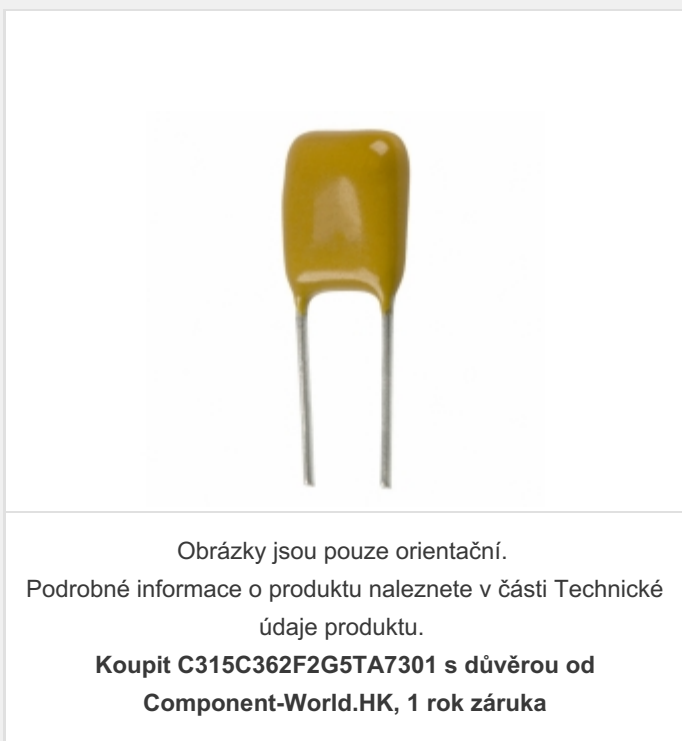 Obrázky jsou pouze orientační.
Podrobné informace o produktu naleznete v části Technické
údaje produktu.
Koupit C315C362F2G5TA7301 s důvěrou od
Component-World.HK, 1 rok záruka